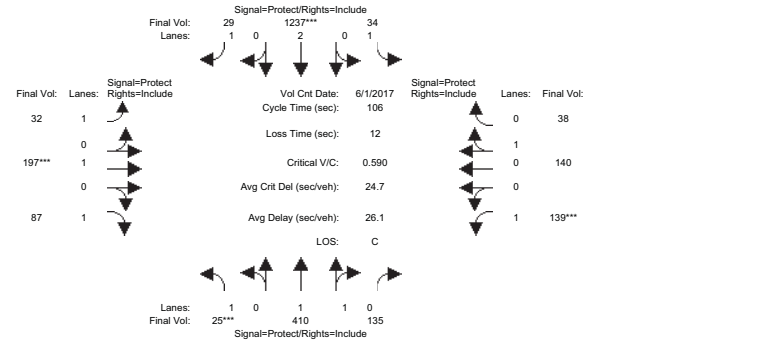 Signal=Protect/Rights=Include
Final Vol: 29 1237*** 34
Lanes: 1 0 2 0 1
Signal=Protect
Final Vol: Lanes: Rights=Include
Vol Cnt Date: 6/1/2017
Signal=Protect
Rights=Include Lanes: Final Vol:
Cycle Time (sec): 106
32 1
0 38
Loss Time (sec): 12
0
1
197*** 1
Critical V/C: 0.590
0 140
0
Avg Crit Del (sec/veh): 24.7
0
87 1
Avg Delay (sec/veh): 26.1
1 139***
LOS: C
Lanes: 1 0 1 1 0
Final Vol: 25*** 410 135
Signal=Protect/Rights=Include